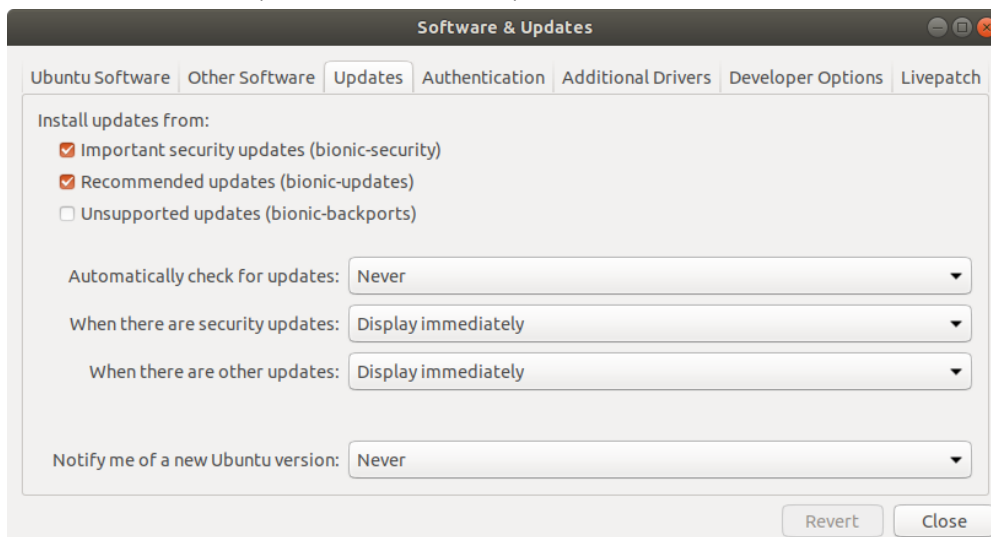 Software & Updates
Ubuntu Software Other Software Updates Authentication Additional Drivers Developer Options Livepatch
Install updates from:
Important security updates (bionic-security)
Recommended updates (bionic-updates)
Unsupported updates (bionic-backports)
Automatically check for updates: Never
When there are security updates: Display immediately
When there are other updates: Display immediately
Notify me of a new Ubuntu version: Never
Revert Close